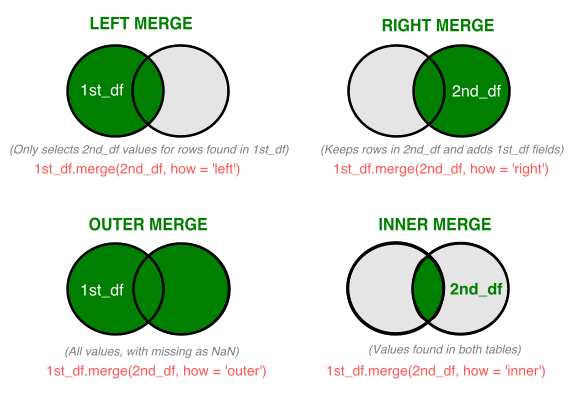 LEFT MERGE
1st_df
(Only selects 2nd_df values for rows found in 1st_df)
1st_df.merge(2nd_df, how = 'left')
RIGHT MERGE
2nd_df
(Keeps rows in 2nd_df and adds 1st_df fields)
1st_df.merge(2nd_df, how = 'right')
OUTER MERGE
1st_df
(All values, with missing as NaN)
1st_df.merge(2nd_df, how = 'outer')
INNER MERGE
2nd_df
(Values found in both tables)
1st_df.merge(2nd_df, how = 'inner')